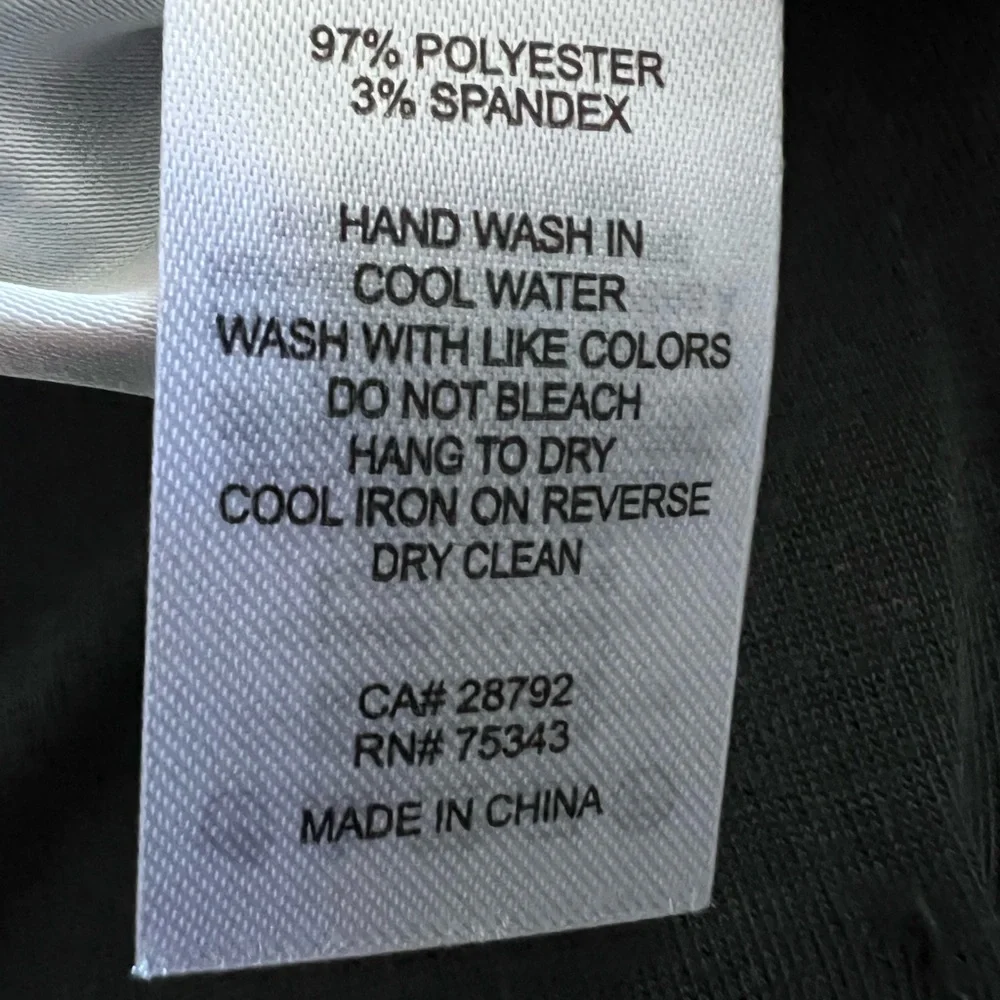 97% POLYESTER
3% SPANDEX
HAND WASH IN
COOL WATER
WASH WITH LIKE COLORS
DO NOT BLEACH
HANG TO DRY
COOL IRON ON REVERSE
DRY CLEAN
CA# 28792
RN# 75343
MADE IN CHINA